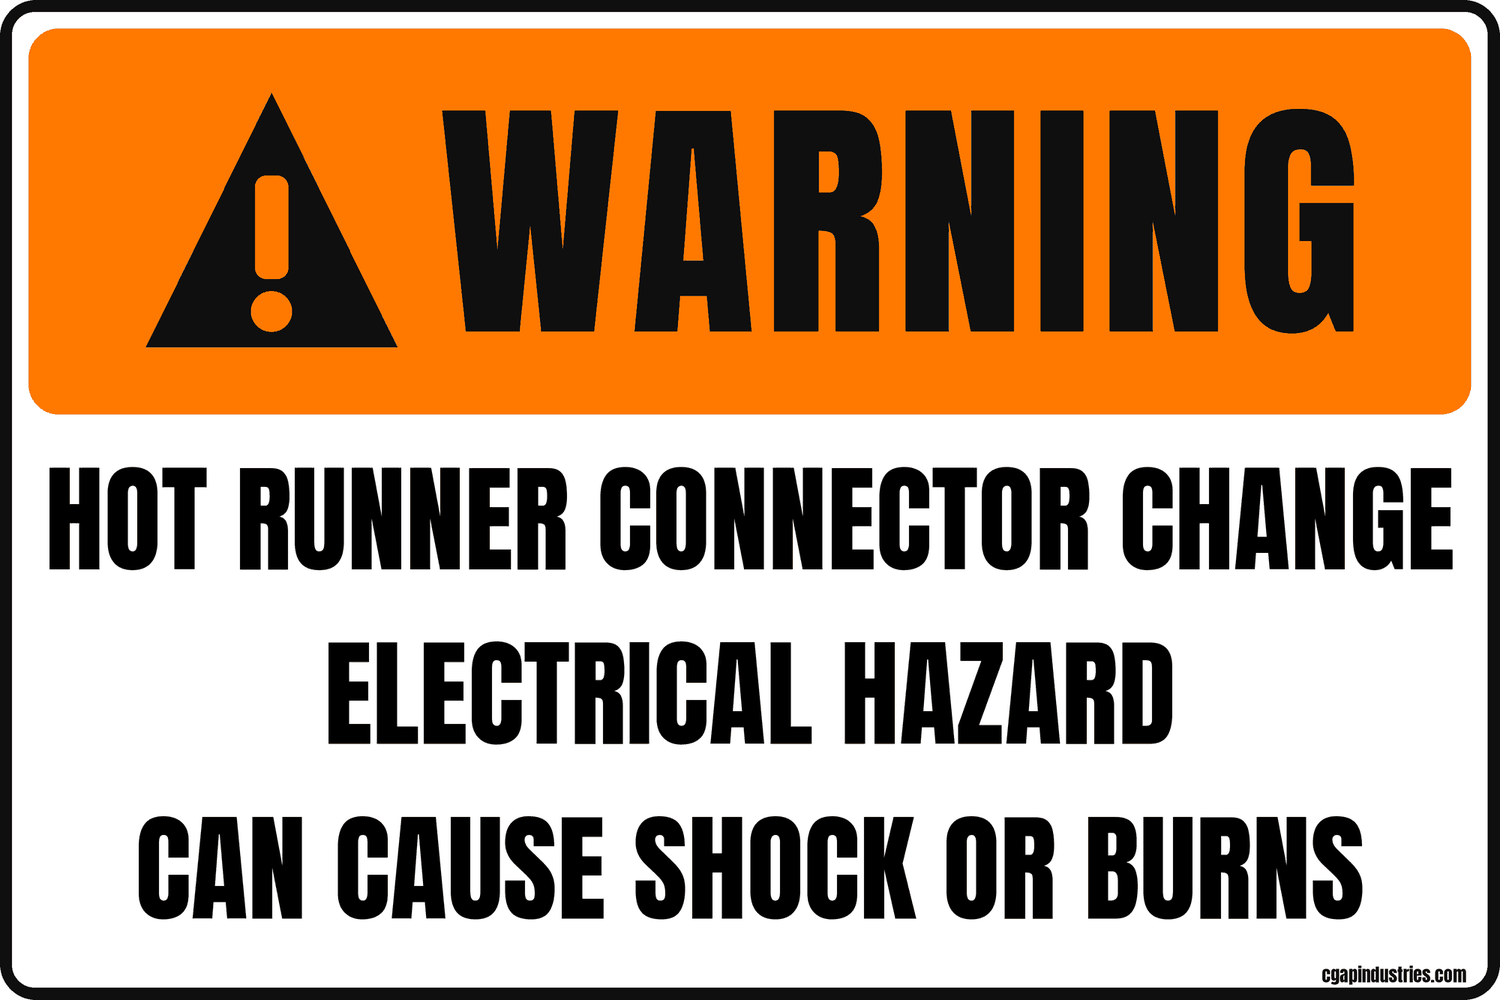 WARNING
HOT RUNNER CONNECTOR CHANGE
ELECTRICAL HAZARD
CAN CAUSE SHOCK OR BURNS
cgapindustries.com